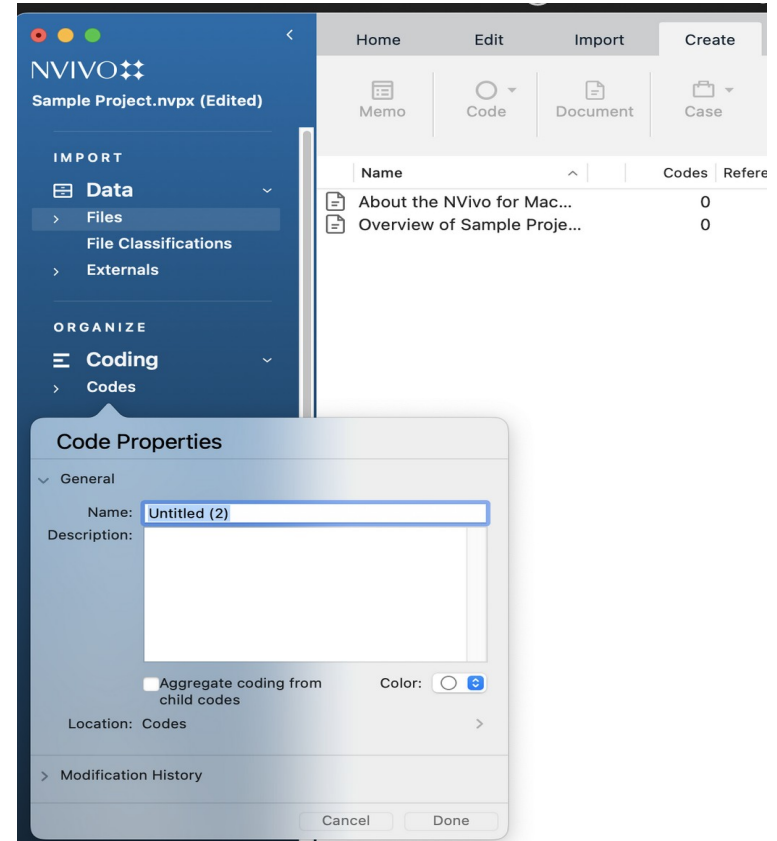 NVIVO
Sample Project.nvpx (Edited)
IMPORT
Data
Files
File Classifications
Externals
ORGANIZE
Coding
Codes
Home Edit Import Create
Memo Code Document Case
Name Codes Refere
About the NVivo for Mac... 0
Overview of Sample Proje... 0
Code Properties
General
Name: Untitled (2)
Description:
Aggregate coding from Color:
child codes
Location: Codes
Modification History
Cancel Done